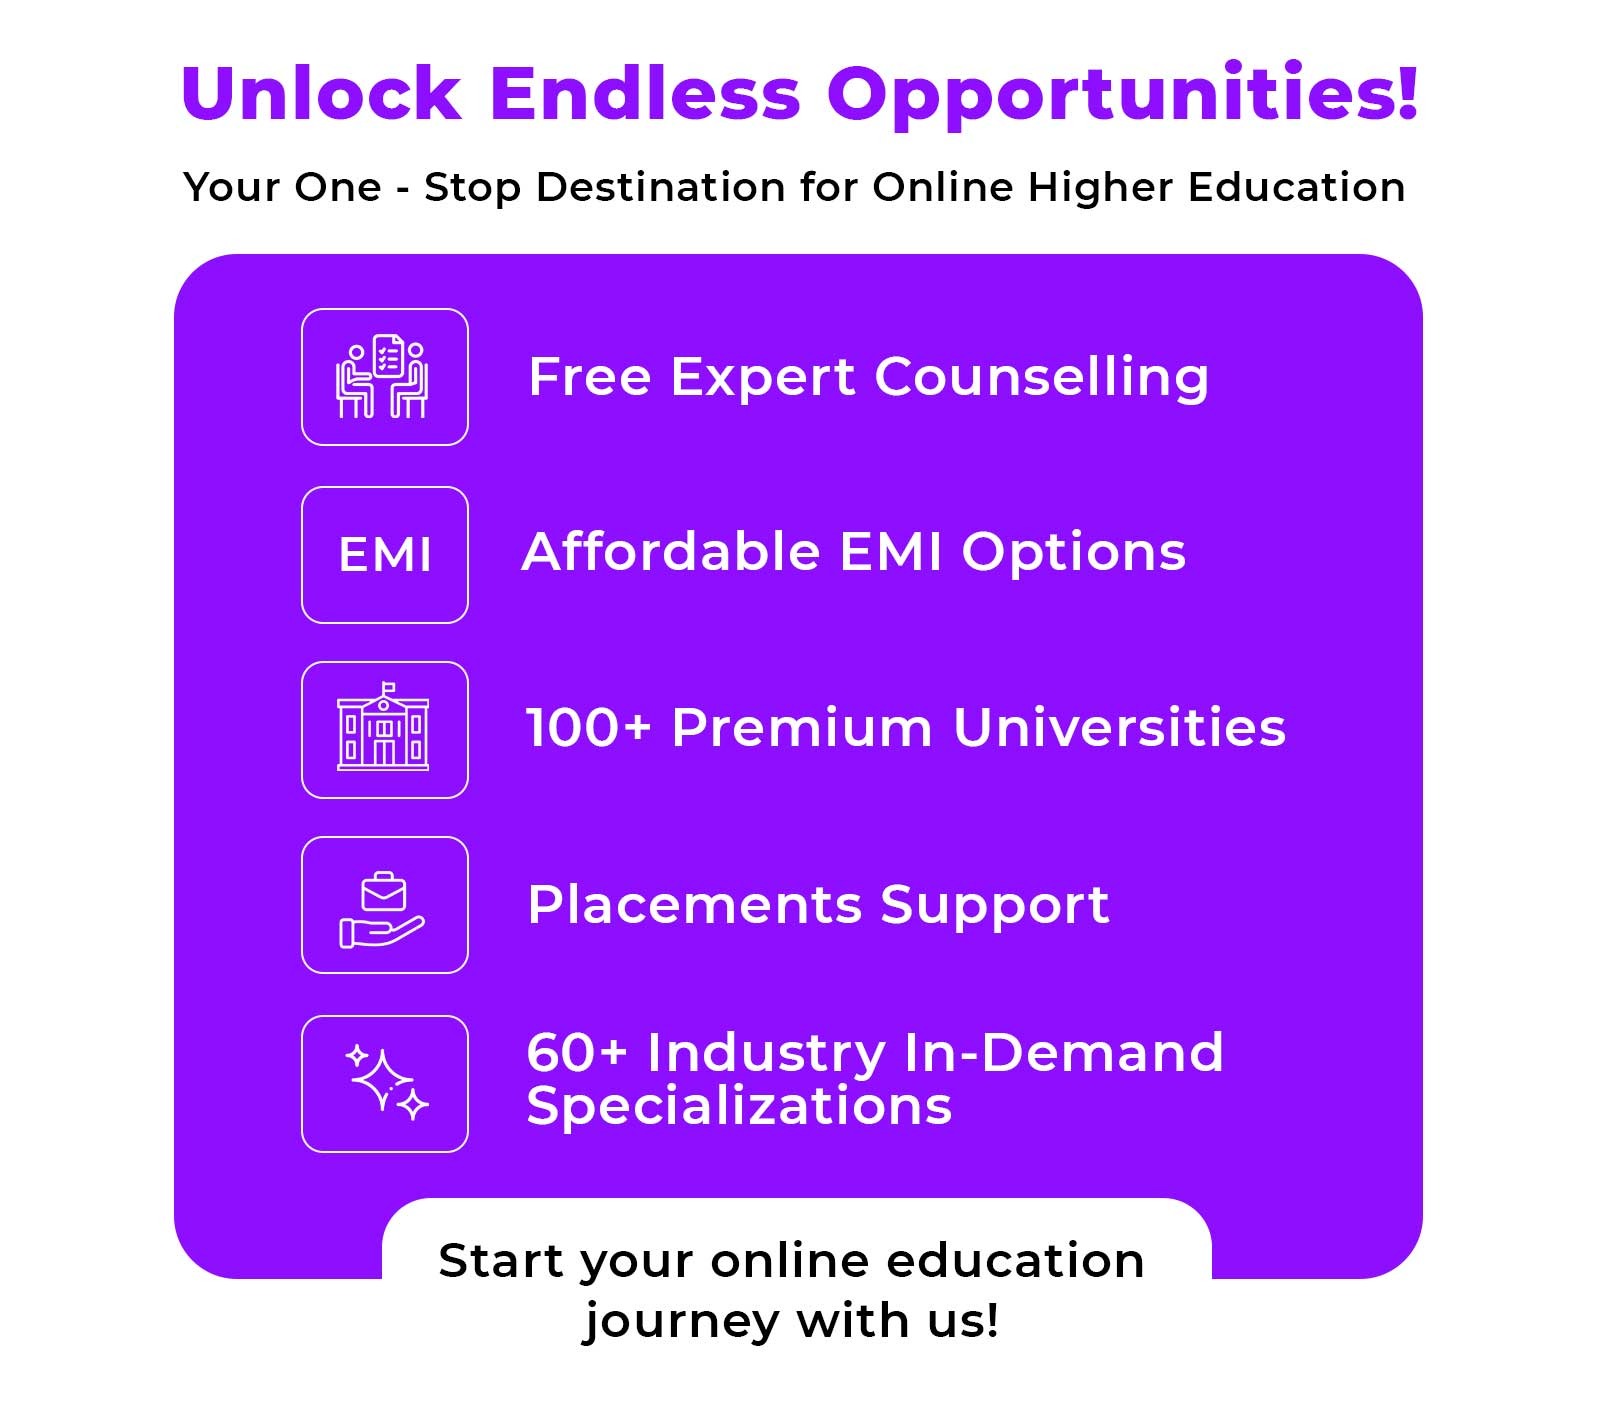 Unlock Endless Opportunities!
Your One - Stop Destination for Online Higher Education
Free Expert Counselling
EMI
Affordable EMI Options
100+ Premium Universities
Placements Support
60+ Industry In-Demand
Specializations
Start your online education
journey with us!